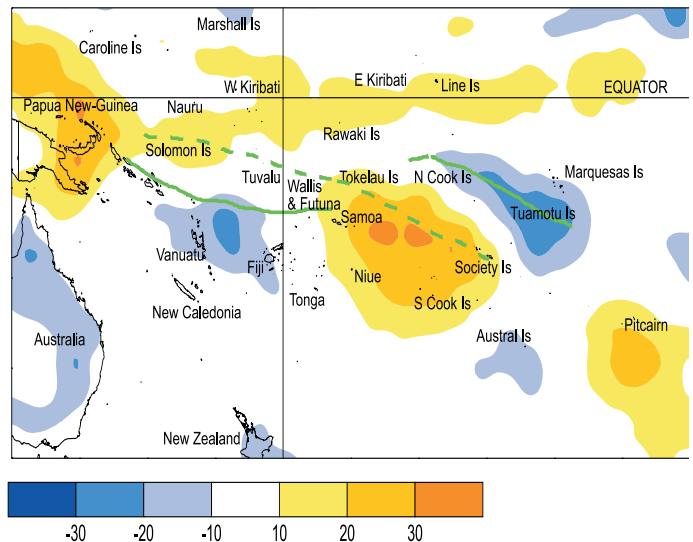 Marshall Is
Caroline Is
W Kiribati
E Kiribati
Line Is
EQUATOR
Papua New-Guinea
Nauru
Rawaki Is
Solomon Is
Tuvalu
Wallis
& Futuna
Tokelau Is
N Cook Is
Marquesas Is
Samoa
Tuamotu Is
Vanuatu
Fiji
Niue
Society Is
New Caledonia
Tonga
S Cook Is
Australia
Austral Is
Pitcairn
New Zealand
-30 -20 -10 10 20 30